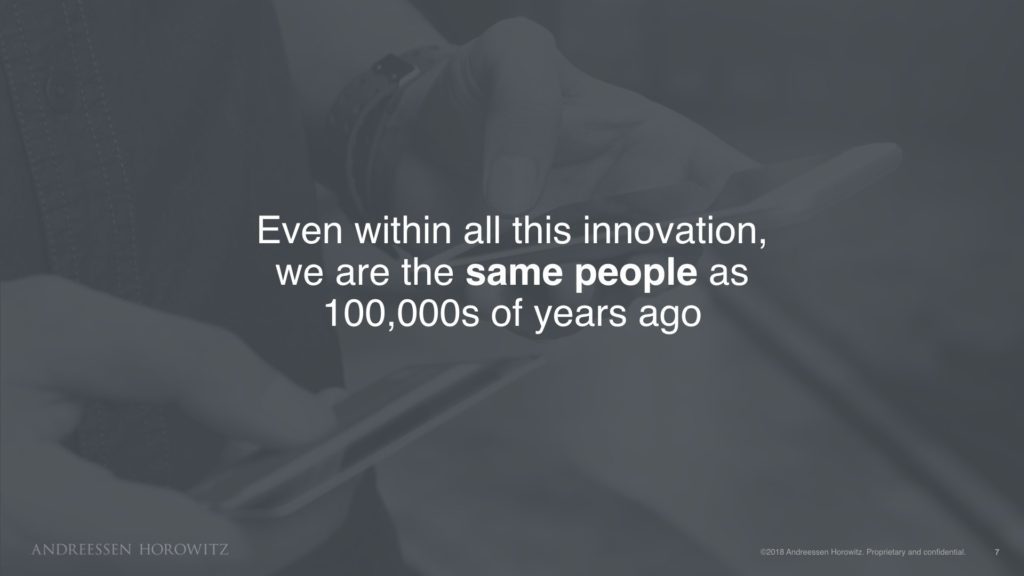 Even within all this innovation,
we are the same people as
100,000s of years ago
ANDREESSEN HOROWITZ
©2018 Andreessen Horowitz. Proprietary and confidential.
7